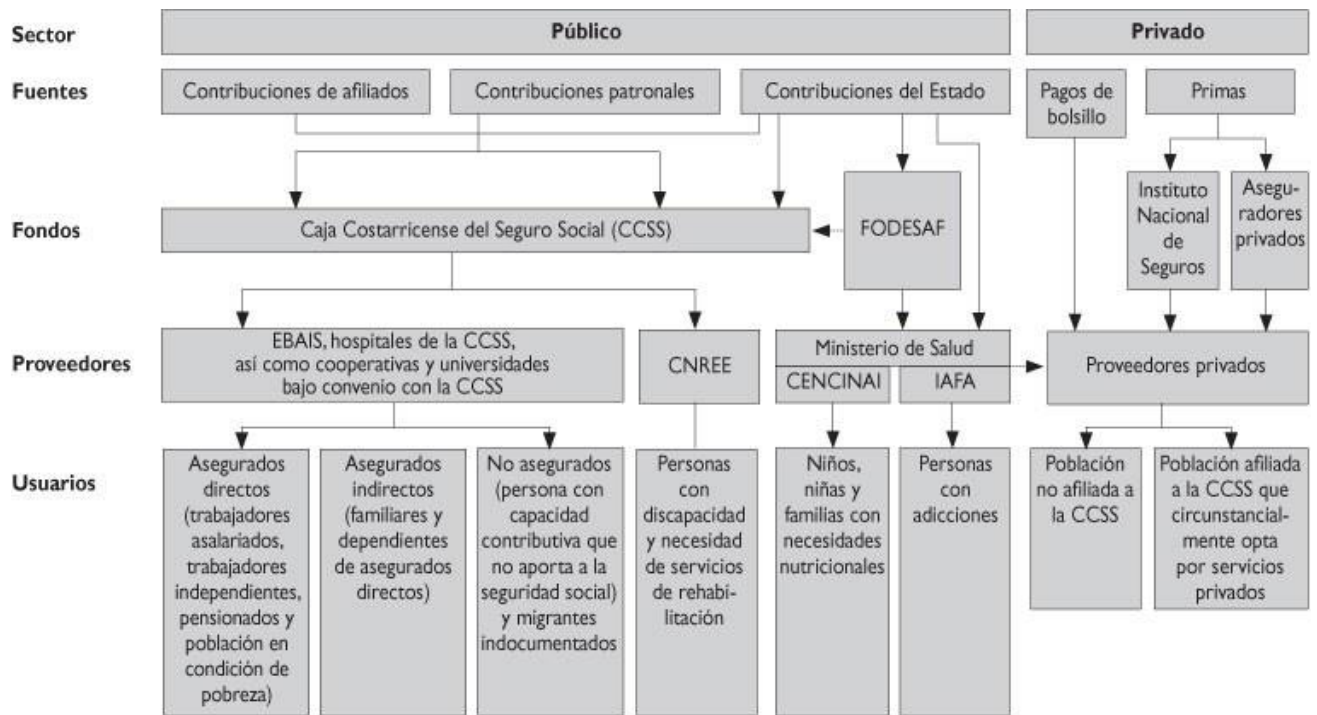 Sector
Público
Privado
Fuentes
Contribuciones de afiliados
Contribuciones patronales
Contribuciones del Estado
Pagos de
bolsillo
Primas
Fondos
Caja Costarricense del Seguro Social (CCSS)
FODESAF
Instituto
Nacional
de
Seguros
Asegu-
radores
privados
Proveedores
EBAIS, hospitales de la CCSS,
así como cooperativas y universidades
bajo convenio con la CCSS
CNREE
Ministerio de Salud
CENCINAI
IAFA
Proveedores privados
Usuarios
Asegurados
directos
(trabajadores
asalariados,
trabajadores
independientes,
pensionados y
población en
condición de
pobreza)
Asegurados
indirectos
(familiares y
dependientes
de asegurados
directos)
No asegurados
(persona con
capacidad
contributiva que
no aporta a la
seguridad social)
y migrantes
indocumentados
Personas
con
discapacidad
y necesidad
de servicios
de rehabi-
litación
Niños,
niñas y
familias con
necesidades
nutricionales
Personas
con
adicciones
Población
no afiliada a
la CCSS
Población afiliada
a la CCSS que
circunstancial-
mente opta
por servicios
privados